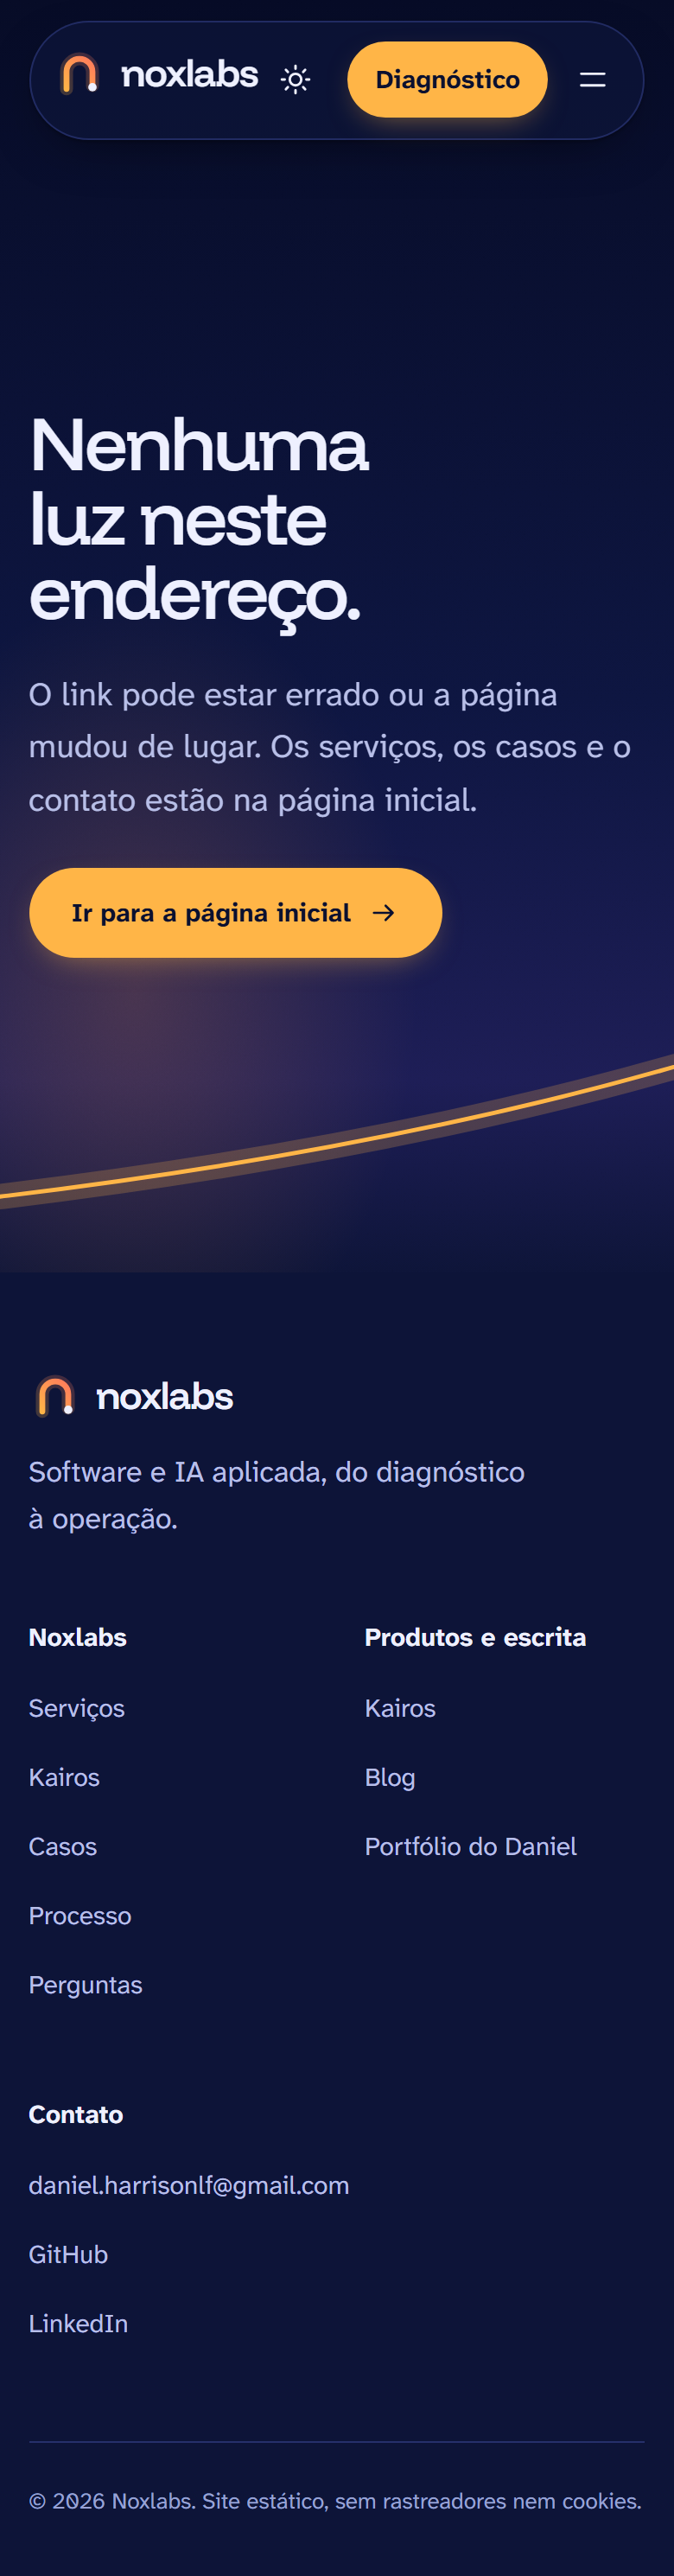 noxlabs
Diagnóstico
Nenhuma
luz neste
endereço.
O link pode estar errado ou a página
mudou de lugar. Os serviços, os casos e o
contato estão na página inicial.
Ir para a página inicial →
noxlabs
Software e IA aplicada, do diagnóstico
à operação.
Noxlabs
Serviços
Kairos
Casos
Processo
Perguntas
Produtos e escrita
Kairos
Blog
Portfólio do Daniel
Contato
daniel.harrisonlf@gmail.com
GitHub
LinkedIn
© 2026 Noxlabs. Site estático, sem rastreadores nem cookies.